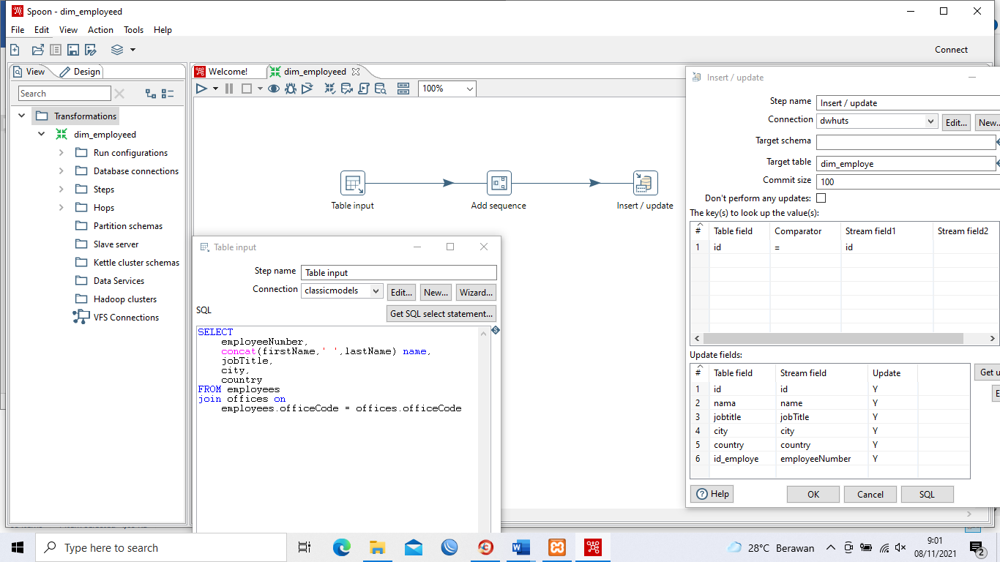 Spoon - dim_employeed
File Edit View Action Tools Help
Connect
View Design
Search
Transformations
dim_employeed
Run configurations
Database connections
Steps
Hops
Partition schemas
Slave server
Kettle cluster schemas
Data Services
Hadoop clusters
VFS Connections
Welcome! dim_employeed
100%
Table input Add sequence Insert / update
Table input
Step name Table input
Connection classicmodels Edit... New... Wizard...
SQL Get SQL select statement...
SELECT
employeeNumber,
concat(firstName,' ',lastName) name,
jobTitle,
city,
country
FROM employees
join offices on
employees.officeCode = offices.officeCode
Insert / update
Step name Insert / update
Connection dwhuts Edit... New...
Target schema
Target table dim_employe
Commit size 100
Don't perform any updates:
The key(s) to look up the value(s):
# Table field Comparator Stream field1 Stream field2
1 id = id
Update fields:
# Table field Stream field Update
Get u
1 id id Y
E
2 nama name Y
3 jobtitle jobTitle Y
4 city city Y
5 country country Y
6 id_employe employeeNumber Y
Help OK Cancel SQL
Type here to search
28°C Berawan
9:01
08/11/2021
2